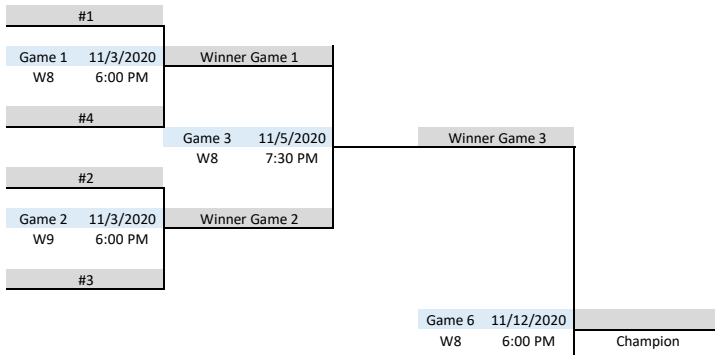 #1
Game 1 11/3/2020 Winner Game 1
W8 6:00 PM
#4
Game 3 11/5/2020 Winner Game 3
W8 7:30 PM
#2
Game 2 11/3/2020 Winner Game 2
W9 6:00 PM
#3
Game 6 11/12/2020
W8 6:00 PM Champion